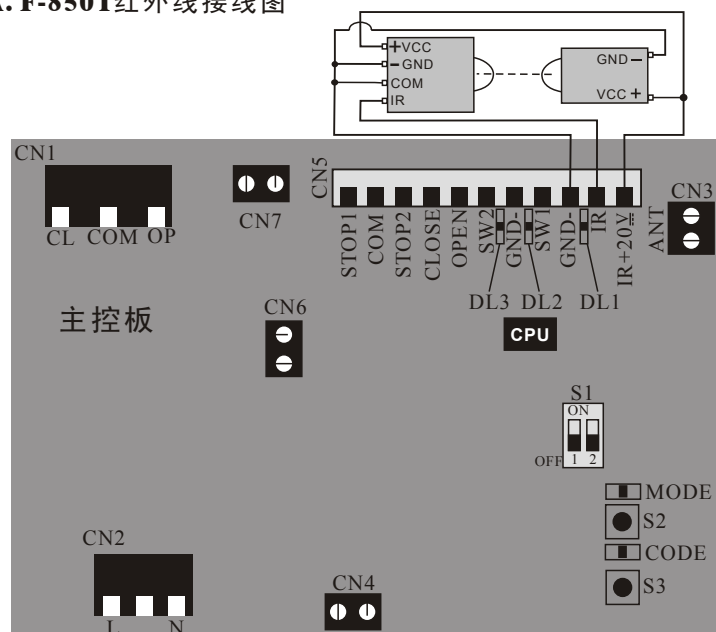 A. F-8501红外线接线图
+VCC
-GND
COM
IR
GND-
VCC+
CN1
CL COM OP
CN7
CN5
STOP1
COM
STOP2
CLOSE
OPEN
SW2
GND-
SW1
GND-
IR
IR+20V
ANT
CN3
DL3 DL2 DL1
主控板
CN6
CPU
S1
ON
OFF 1 2
MODE
S2
CODE
S3
CN2
L N
CN4